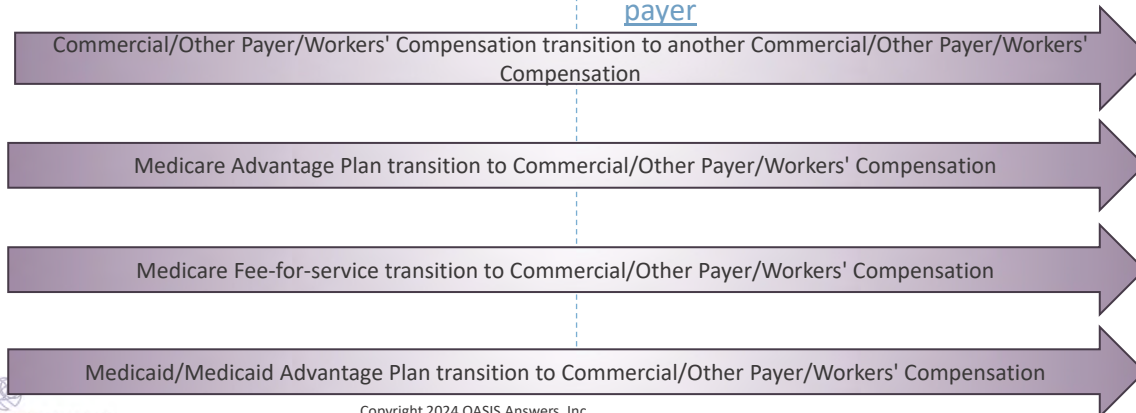 payer
Commercial/Other Payer/Workers' Compensation transition to another Commercial/Other Payer/Workers'
Compensation
Medicare Advantage Plan transition to Commercial/Other Payer/Workers' Compensation
Medicare Fee-for-service transition to Commercial/Other Payer/Workers' Compensation
Medicaid/Medicaid Advantage Plan transition to Commercial/Other Payer/Workers' Compensation
Copyright 2024 OASIS Answers, Inc.